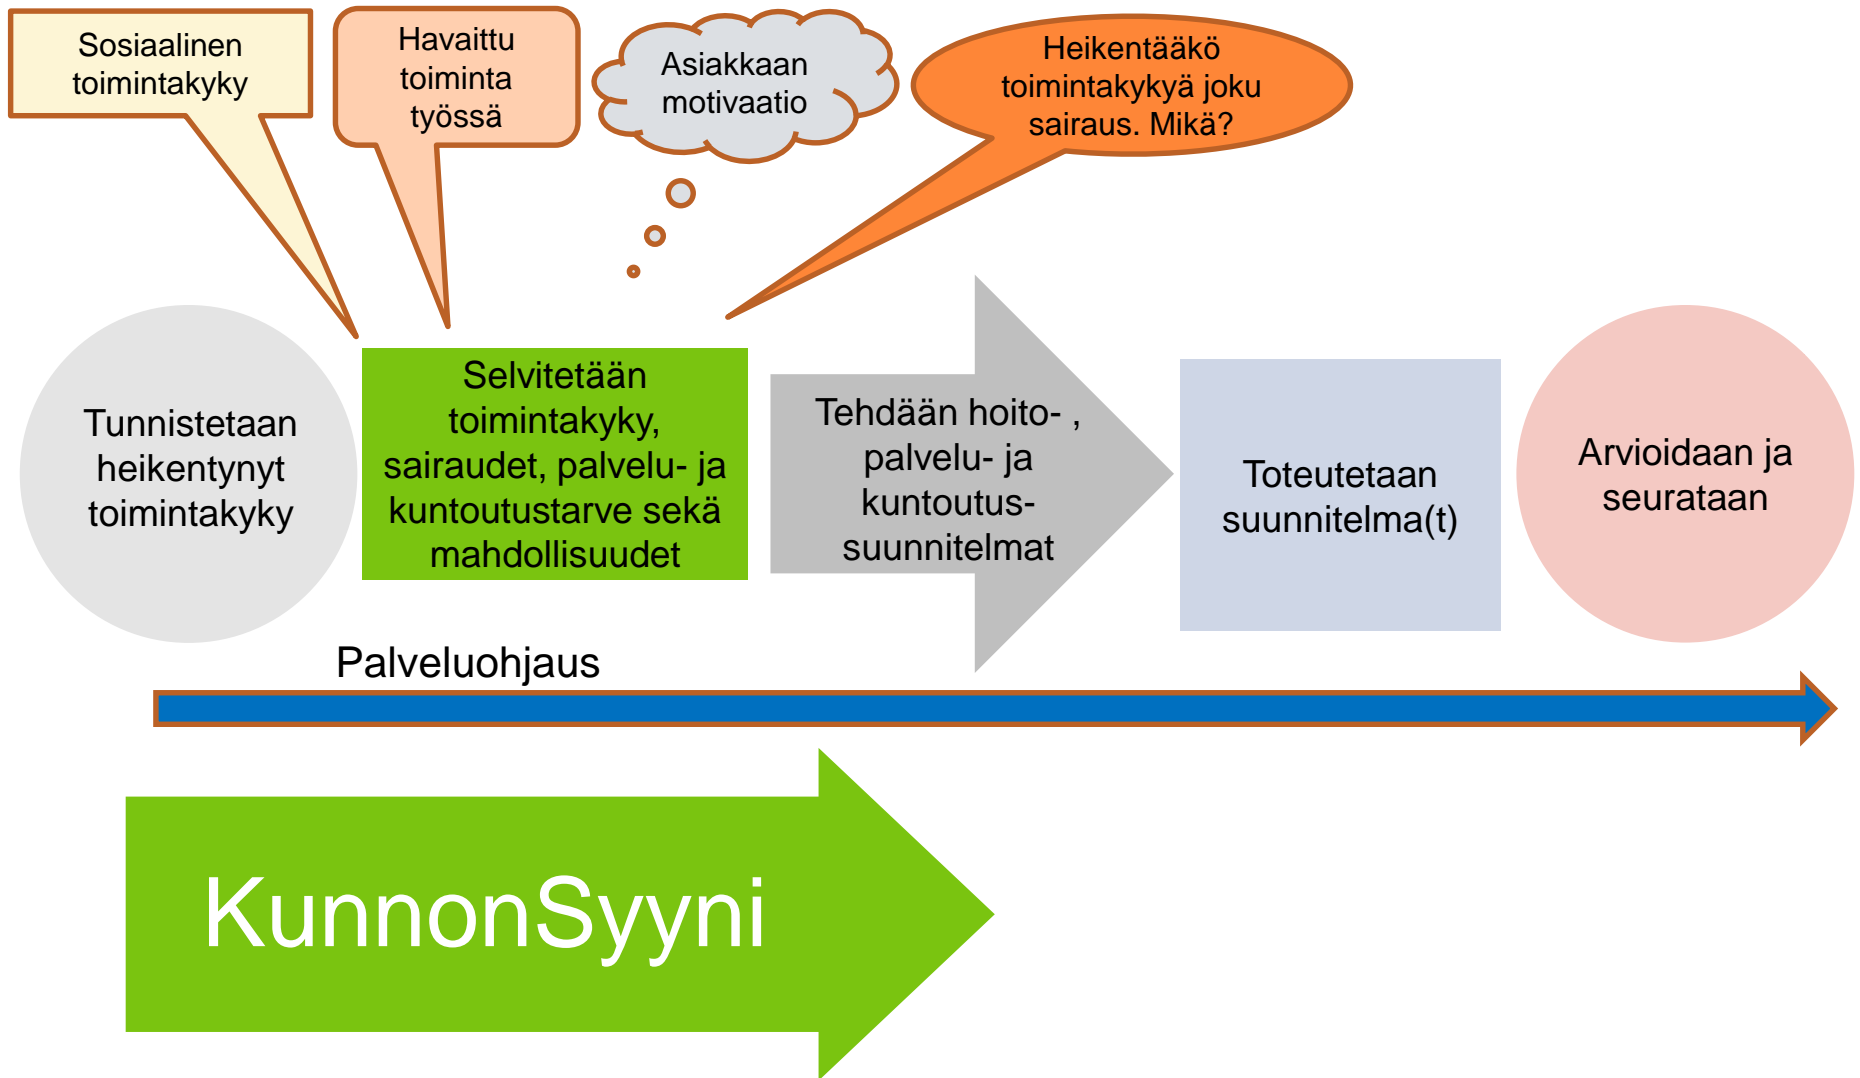 Sosiaalinen
toimintakyky
Havaittu
toiminta
työssä
Asiakkaan
motivaatio
Heikentääkö
toimintakykyä joku
sairaus. Mikä?
Tunnistetaan
heikentynyt
toimintakyky
Selvitetään
toimintakyky,
sairaudet, palvelu- ja
kuntoutustarve sekä
mahdollisuudet
Tehdään hoito- ,
palvelu- ja
kuntoutus-
suunnitelmat
Toteutetaan
suunnitelma(t)
Arvioidaan ja
seurataan
Palveluohjaus
KunnonSyyni